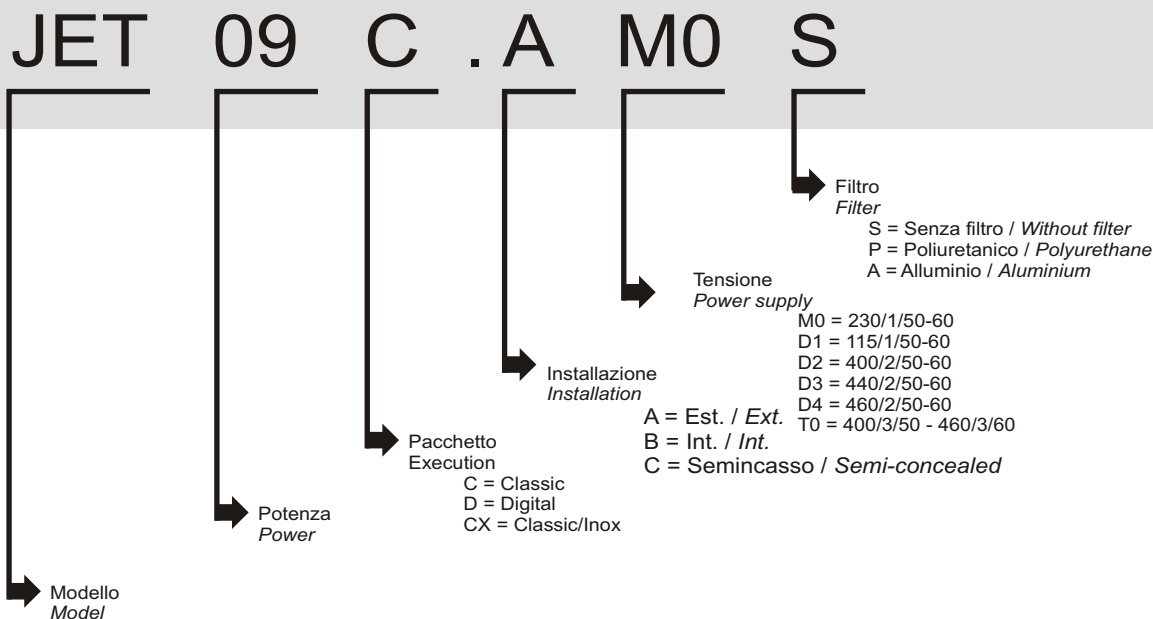 JET 09 C . A M0 S
Filtro
Filter
S = Senza filtro / Without filter
P = Poliuretanico / Polyurethane
A = Alluminio / Aluminium
Tensione
Power supply
M0 = 230/1/50-60
D1 = 115/1/50-60
D2 = 400/2/50-60
D3 = 440/2/50-60
D4 = 460/2/50-60
T0 = 400/3/50 - 460/3/60
Installazione
Installation
A = Est. / Ext.
B = Int. / Int.
C = Semincasso / Semi-concealed
Pacchetto
Execution
C = Classic
D = Digital
CX = Classic/Inox
Potenza
Power
Modello
Model